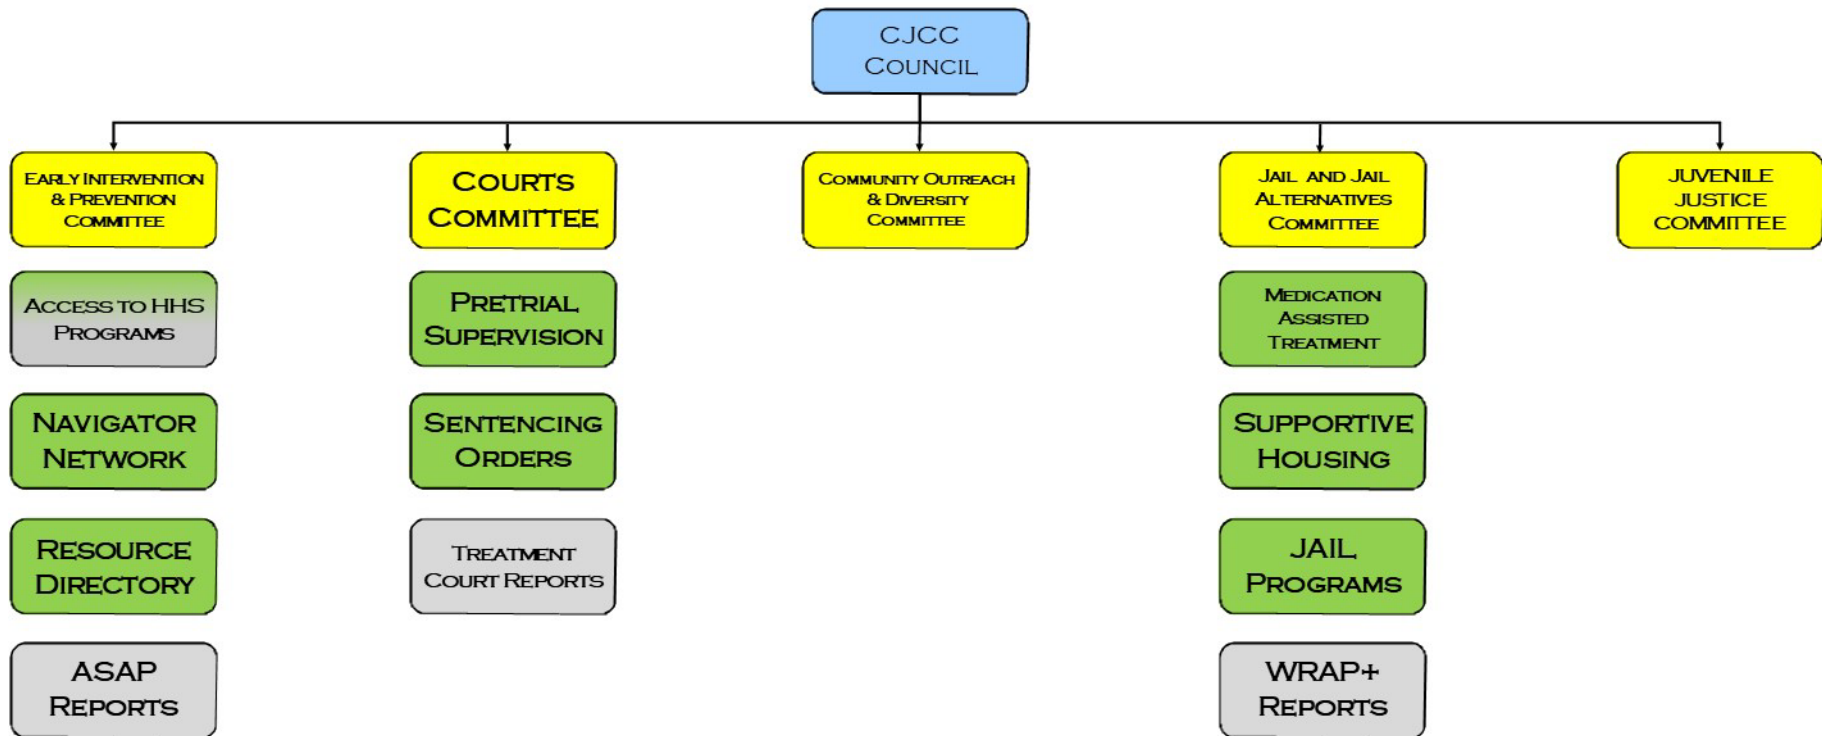 CJCC
COUNCIL
EARLY INTERVENTION
& PREVENTION
COMMITTEE
COURTS
COMMITTEE
COMMUNITY OUTREACH
& DIVERSITY
COMMITTEE
JAIL AND JAIL
ALTERNATIVES
COMMITTEE
JUVENILE
JUSTICE
COMMITTEE
ACCESS TO HHS
PROGRAMS
PRETRIAL
SUPERVISION
MEDICATION
ASSISTED
TREATMENT
NAVIGATOR
NETWORK
SENTENCING
ORDERS
SUPPORTIVE
HOUSING
RESOURCE
DIRECTORY
TREATMENT
COURT REPORTS
JAIL
PROGRAMS
ASAP
REPORTS
WRAP+
REPORTS